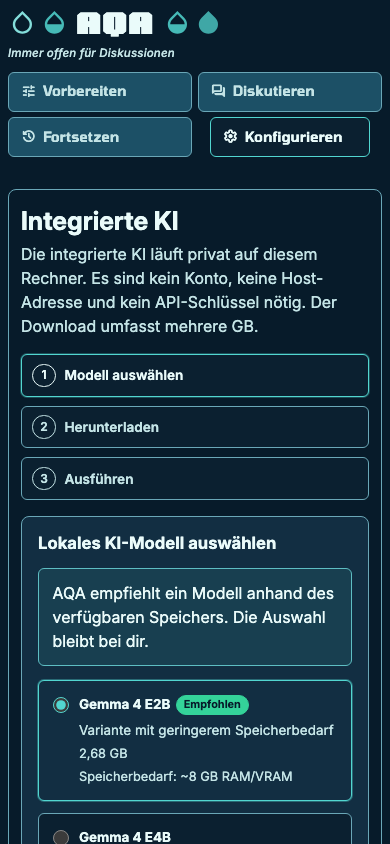 AQA
Immer offen für Diskussionen
Vorbereiten
Diskutieren
Fortsetzen
Konfigurieren
Integrierte KI
Die integrierte KI läuft privat auf diesem
Rechner. Es sind kein Konto, keine Host-
Adresse und kein API-Schlüssel nötig. Der
Download umfasst mehrere GB.
1 Modell auswählen
2 Herunterladen
3 Ausführen
Lokales KI-Modell auswählen
AQA empfiehlt ein Modell anhand des
verfügbaren Speichers. Die Auswahl
bleibt bei dir.
Gemma 4 E2B Empfohlen
Variante mit geringerem Speicherbedarf
2,68 GB
Speicherbedarf: ~8 GB RAM/VRAM
Gemma 4 E4B